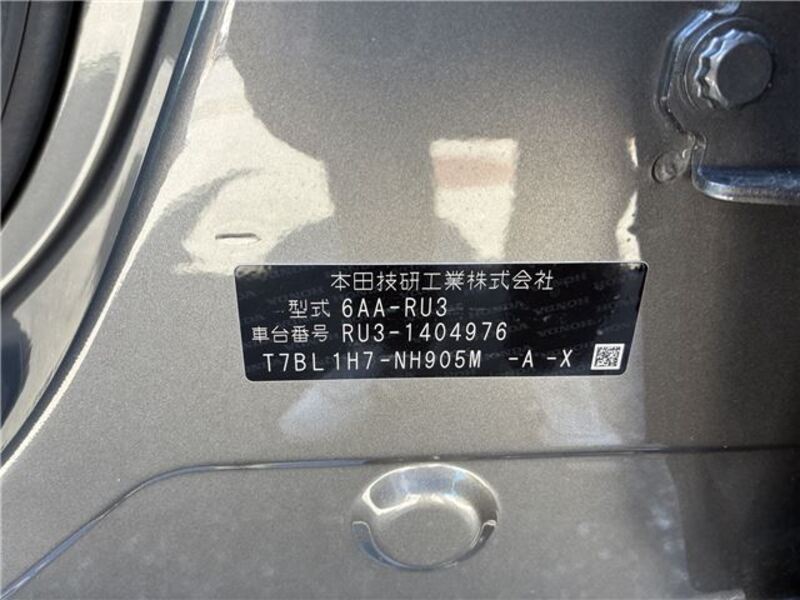 本田技研工業株式会社
型式 6AA-RU3
車台番号 RU3-1404976
T7BL1H7-NH905M -A -X